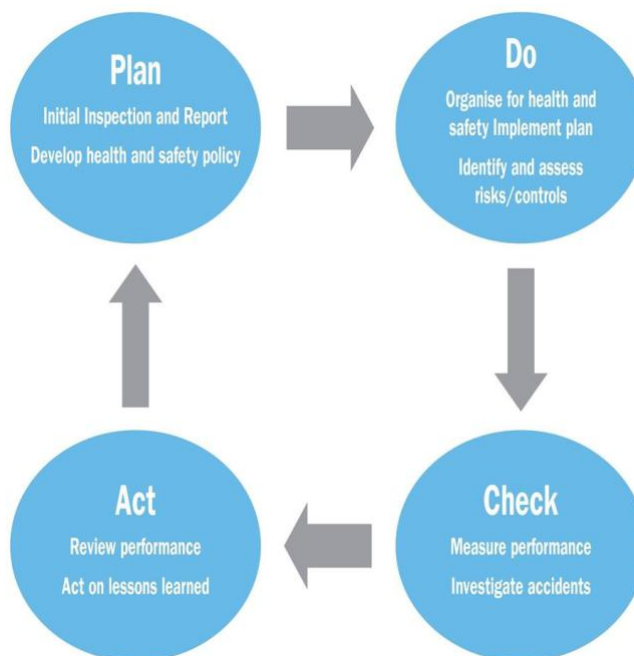 Plan
Initial Inspection and Report
Develop health and safety policy
Do
Organise for health and
safety Implement plan
Identify and assess
risks/controls
Act
Review performance
Act on lessons learned
Check
Measure performance
Investigate accidents